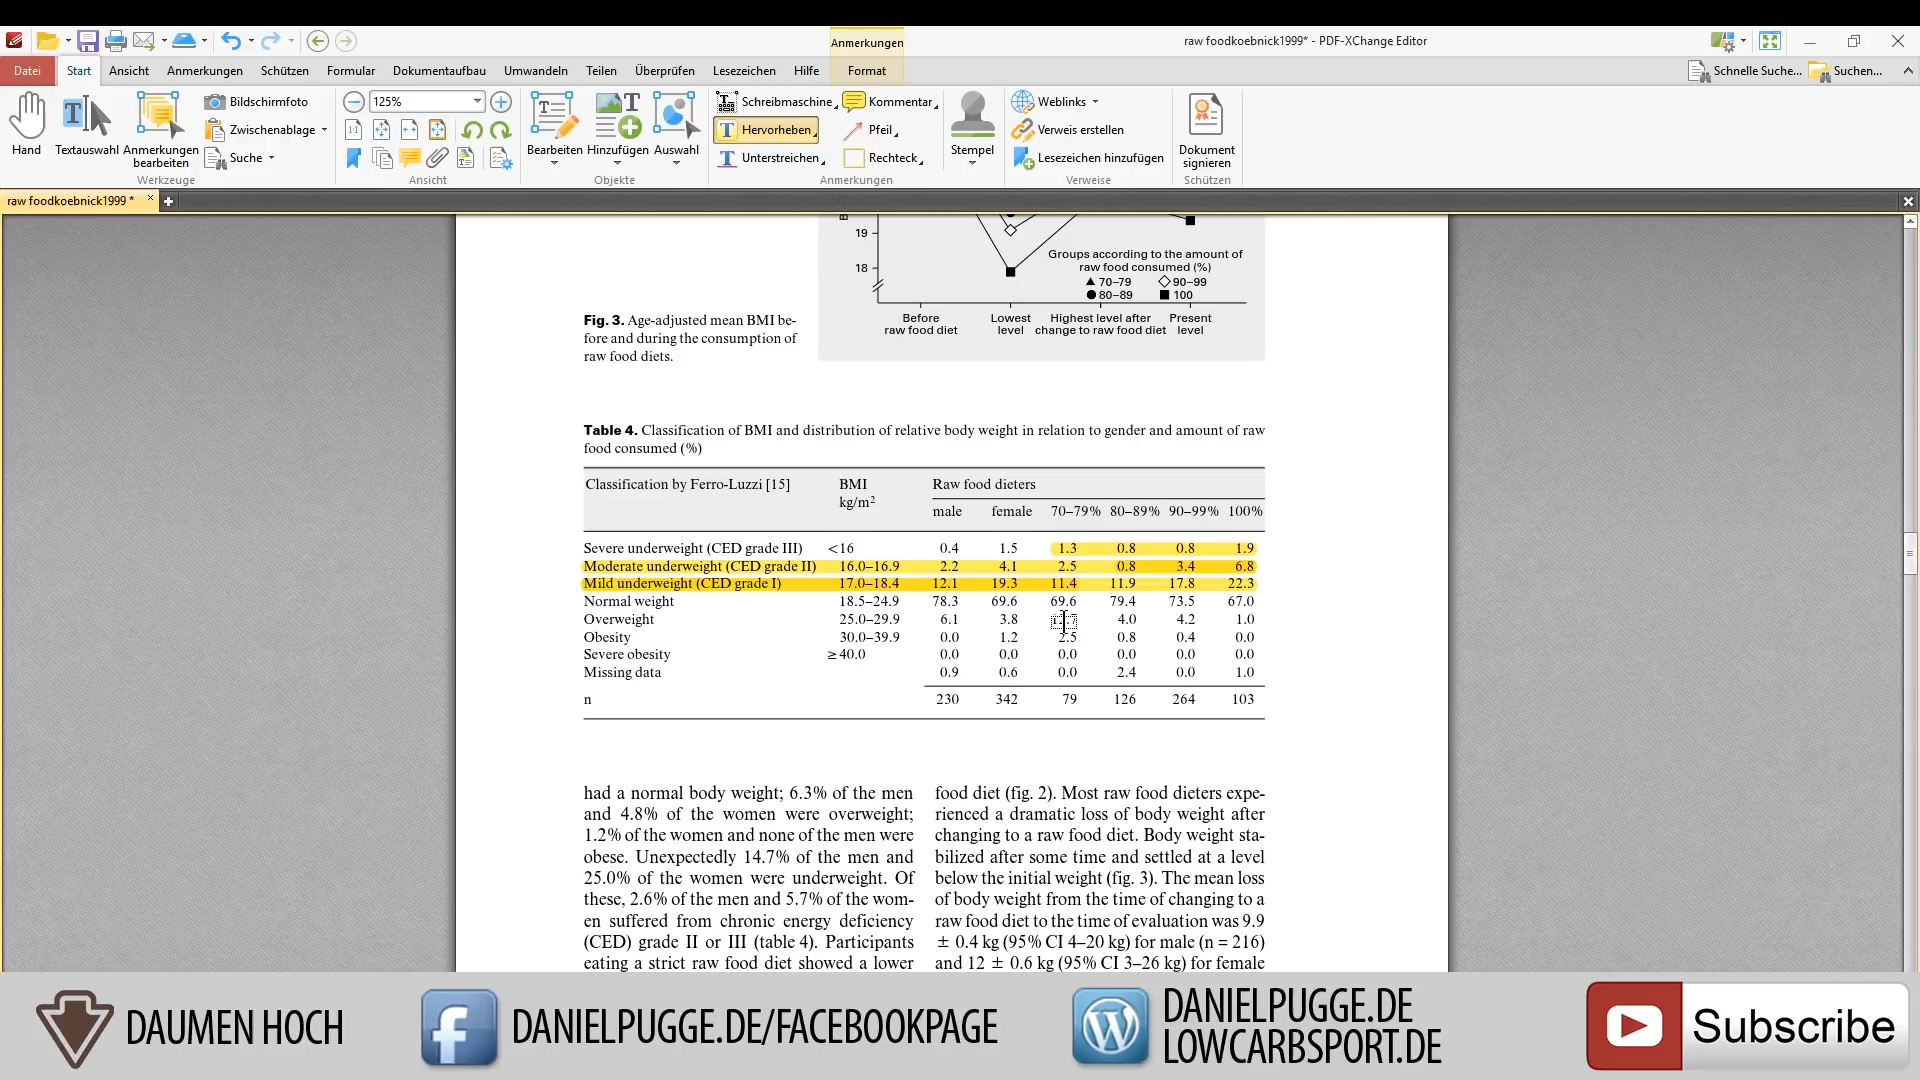 Anmerkungen
raw foodkoebnick1999* - PDF-XChange Editor
Datei Start Ansicht Anmerkungen Schützen Formular Dokumentaufbau Umwandeln Teilen Überprüfen Lesezeichen Hilfe Format Schnelle Suche... Suchen...
Hand
Textauswahl
Anmerkungen
bearbeiten
Bildschirmfoto
Zwischenablage
Suche
Werkzeuge
125%
Ansicht
Bearbeiten Hinzufügen Auswahl
Objekte
Schreibmaschine
Hervorheben
Unterstreichen
Kommentar
Pfeil
Rechteck
Anmerkungen
Stempel
Weblinks
Verweis erstellen
Lesezeichen hinzufügen
Verweise
Dokument
signieren
Schützen
raw foodkoebnick1999 *
19
18
Groups according to the amount of
raw food consumed (%)
70–79 90–99
80–89 100
Before
raw food diet
Lowest
level
Highest level after
change to raw food diet
Present
level
Fig. 3. Age-adjusted mean BMI be-
fore and during the consumption of
raw food diets.
Table 4. Classification of BMI and distribution of relative body weight in relation to gender and amount of raw
food consumed (%)
Classification by Ferro-Luzzi [15] BMI Raw food dieters
kg/m2
male female 70–79% 80–89% 90–99% 100%
Severe underweight (CED grade III) <16 0.4 1.5 1.3 0.8 0.8 1.9
Moderate underweight (CED grade II) 16.0–16.9 2.2 4.1 2.5 0.8 3.4 6.8
Mild underweight (CED grade I) 17.0–18.4 12.1 19.3 11.4 11.9 17.8 22.3
Normal weight 18.5–24.9 78.3 69.6 69.6 79.4 73.5 67.0
Overweight 25.0–29.9 6.1 3.8 4.0 4.2 1.0
Obesity 30.0–39.9 0.0 1.2 2.5 0.8 0.4 0.0
Severe obesity ≥40.0 0.0 0.0 0.0 0.0 0.0 0.0
Missing data 0.9 0.6 0.0 2.4 0.0 1.0
n 230 342 79 126 264 103
had a normal body weight; 6.3% of the men
and 4.8% of the women were overweight;
1.2% of the women and none of the men were
obese. Unexpectedly 14.7% of the men and
25.0% of the women were underweight. Of
these, 2.6% of the men and 5.7% of the wom-
en suffered from chronic energy deficiency
(CED) grade II or III (table 4). Participants
eating a strict raw food diet showed a lower
food diet (fig. 2). Most raw food dieters expe-
rienced a dramatic loss of body weight after
changing to a raw food diet. Body weight sta-
bilized after some time and settled at a level
below the initial weight (fig. 3). The mean loss
of body weight from the time of changing to a
raw food diet to the time of evaluation was 9.9
± 0.4 kg (95% CI 4–20 kg) for male (n = 216)
and 12 ± 0.6 kg (95% CI 3–26 kg) for female
DAUMEN HOCH
DANIELPUGGE.DE/FACEBOOKPAGE
DANIELPUGGE.DE
LOWCARBSPORT.DE
Subscribe